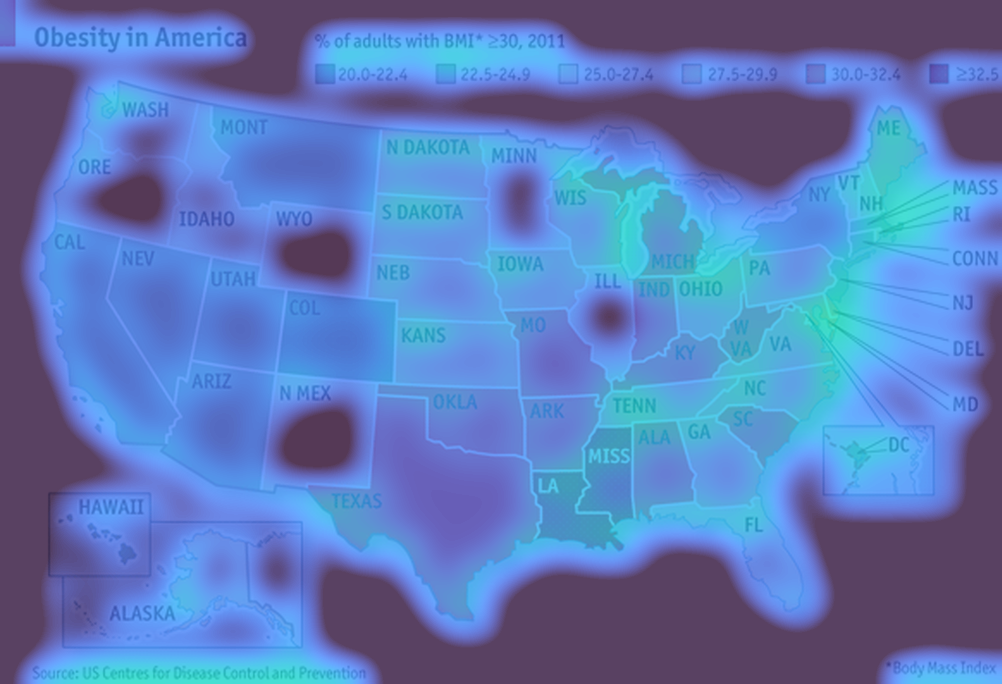 Obesity in America
% of adults with BMI* ≥30, 2011
20.0-22.4
22.5-24.9
25.0-27.4
27.5-29.9
30.0-32.4
≥32.5
WASH
MONT
N DAKOTA
MINN
ME
ORE
VT
MASS
WIS
NY
NH
RI
IDAHO
WYO
S DAKOTA
CAL
NEV
MICH
CONN
UTAH
NEB
IOWA
ILL
IND
OHIO
PA
NJ
COL
KANS
MO
W
VA
KY
VA
DEL
ARIZ
N MEX
OKLA
ARK
TENN
NC
MD
SC
ALA
GA
MISS
DC
LA
TEXAS
FL
HAWAII
ALASKA
Source: US Centres for Disease Control and Prevention
*Body Mass Index